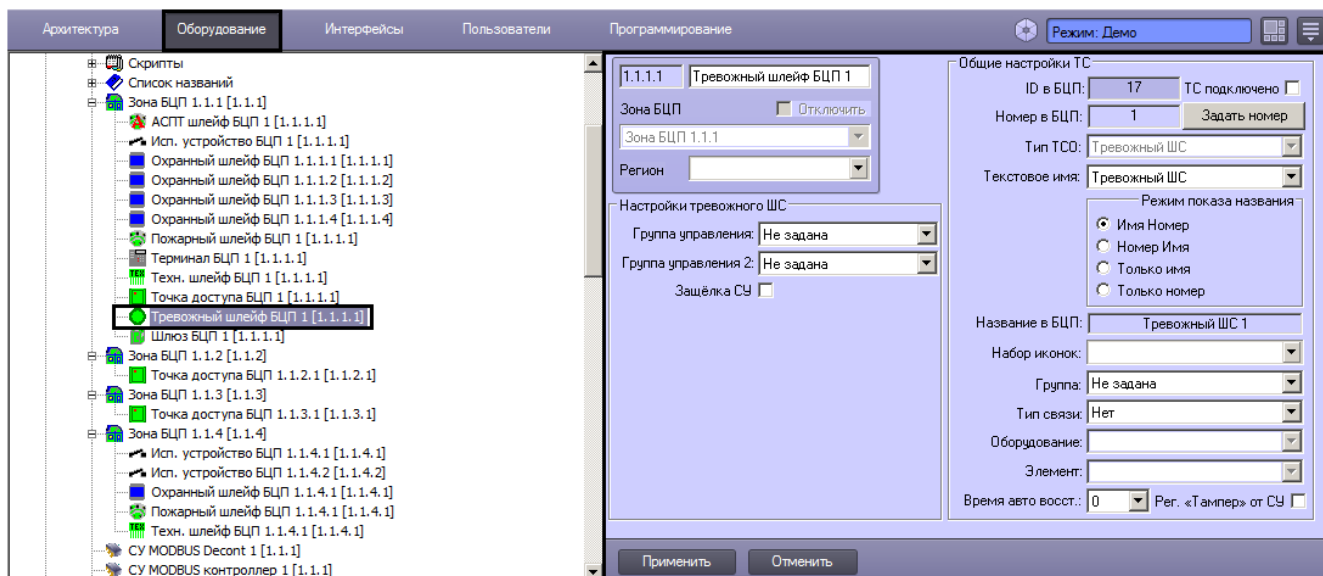 Архитектура Оборудование Интерфейсы Пользователи Программирование Режим: Демо
Скрипты
Список названий
Зона БЦП 1.1.1 [1.1.1]
АСПТ шлейф БЦП 1 [1.1.1.1]
Исп. устройство БЦП 1 [1.1.1.1]
Охранный шлейф БЦП 1.1.1.1 [1.1.1.1]
Охранный шлейф БЦП 1.1.1.2 [1.1.1.2]
Охранный шлейф БЦП 1.1.1.3 [1.1.1.3]
Охранный шлейф БЦП 1.1.1.4 [1.1.1.4]
Пожарный шлейф БЦП 1 [1.1.1.1]
Терминал БЦП 1 [1.1.1.1]
Техн. шлейф БЦП 1 [1.1.1.1]
Точка доступа БЦП 1 [1.1.1.1]
Тревожный шлейф БЦП 1 [1.1.1.1]
Шлюз БЦП 1 [1.1.1.1]
Зона БЦП 1.1.2 [1.1.2]
Точка доступа БЦП 1.1.2.1 [1.1.2.1]
Зона БЦП 1.1.3 [1.1.3]
Точка доступа БЦП 1.1.3.1 [1.1.3.1]
Зона БЦП 1.1.4 [1.1.4]
Исп. устройство БЦП 1.1.4.1 [1.1.4.1]
Исп. устройство БЦП 1.1.4.2 [1.1.4.2]
Охранный шлейф БЦП 1.1.4.1 [1.1.4.1]
Пожарный шлейф БЦП 1.1.4.1 [1.1.4.1]
Техн. шлейф БЦП 1.1.4.1 [1.1.4.1]
СУ MODBUS Decont 1 [1.1.1]
СУ MODBUS контроллер 1 [1.1.1]
1.1.1.1 Тревожный шлейф БЦП 1
Зона БЦП Отключить
Зона БЦП 1.1.1
Регион
Настройки тревожного ШС
Группа управления: Не задана
Группа управления 2: Не задана
Защёлка СУ
Общие настройки ТС
ID в БЦП: 17 ТС подключено
Номер в БЦП: 1 Задать номер
Тип ТСО: Тревожный ШС
Текстовое имя: Тревожный ШС
Режим показа названия
Имя Номер
Номер Имя
Только имя
Только номер
Название в БЦП: Тревожный ШС 1
Набор иконок:
Группа: Не задана
Тип связи: Нет
Оборудование:
Элемент:
Время авто восст.: 0 Рег. «Тампер» от СУ
Применить Отменить